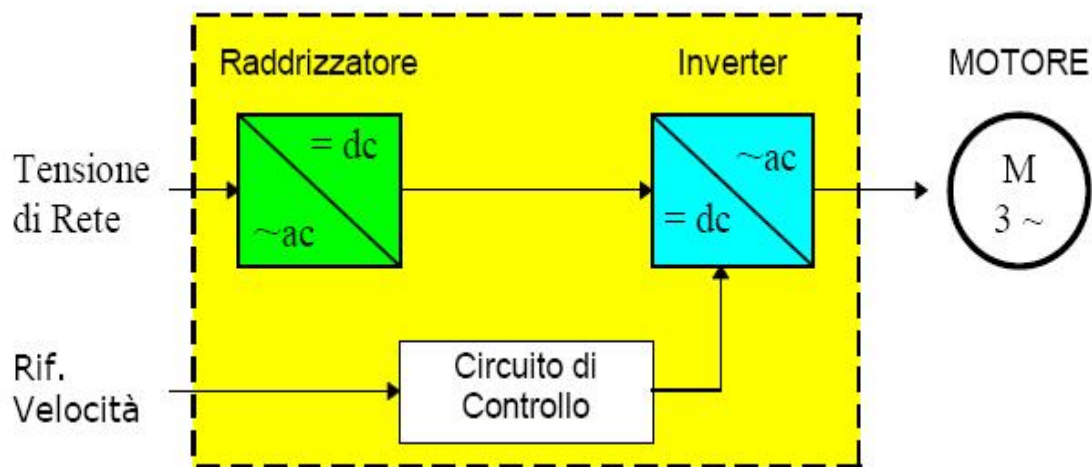 Raddrizzatore
Inverter
MOTORE
Tensione
di Rete
= dc
~ac
~ac
= dc
M
3 ~
Rif.
Velocità
Circuito di
Controllo